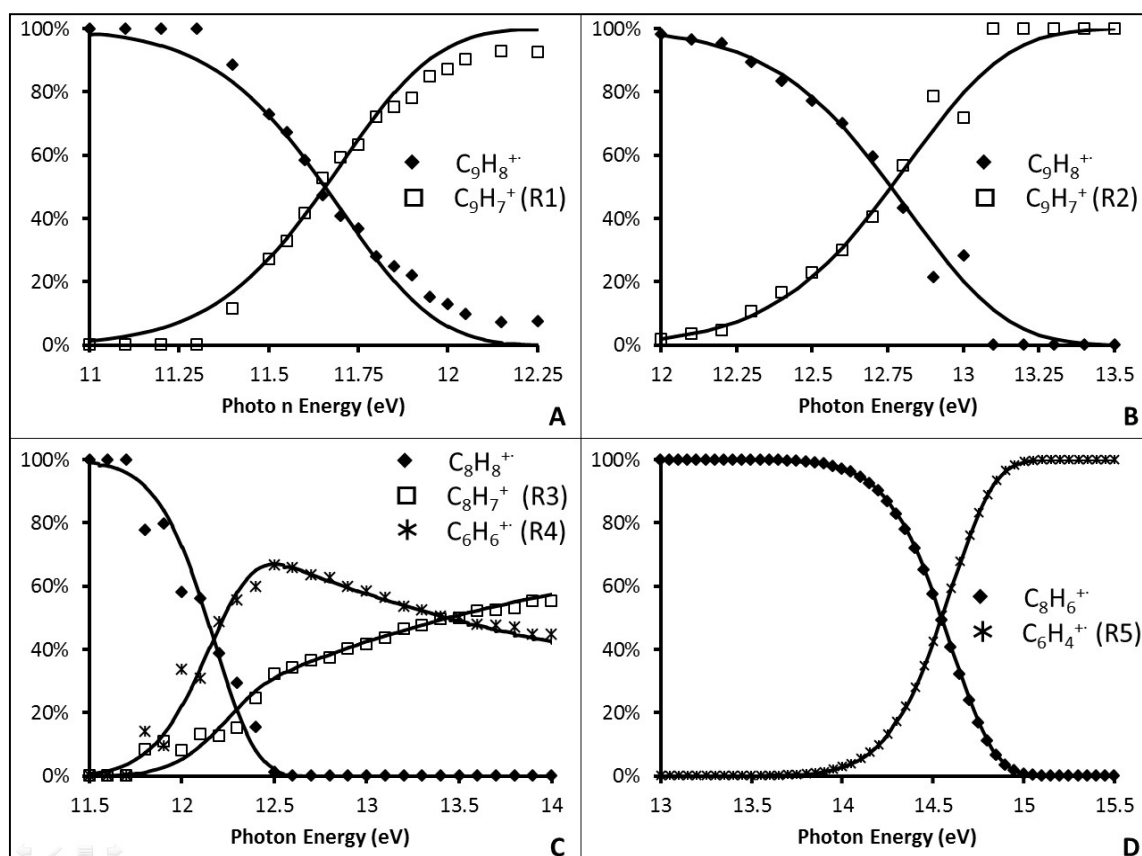 100%
80%
60%
40%
20%
0%
C₉H₈⁺·
C₉H₇⁺ (R1)
11 11.25 11.5 11.75 12 12.25
Photo n Energy (eV)
A
100%
80%
60%
40%
20%
0%
C₉H₈⁺·
C₉H₇⁺ (R2)
12 12.25 12.5 12.75 13 13.25 13.5
Photon Energy (eV)
B
100%
80%
60%
40%
20%
0%
C₈H₈⁺·
C₈H₇⁺ (R3)
C₆H₆⁺· (R4)
11.5 12 12.5 13 13.5 14
Photon Energy (eV)
C
100%
80%
60%
40%
20%
0%
C₈H₆⁺·
C₆H₄⁺· (R5)
13 13.5 14 14.5 15 15.5
Photon Energy (eV)
D